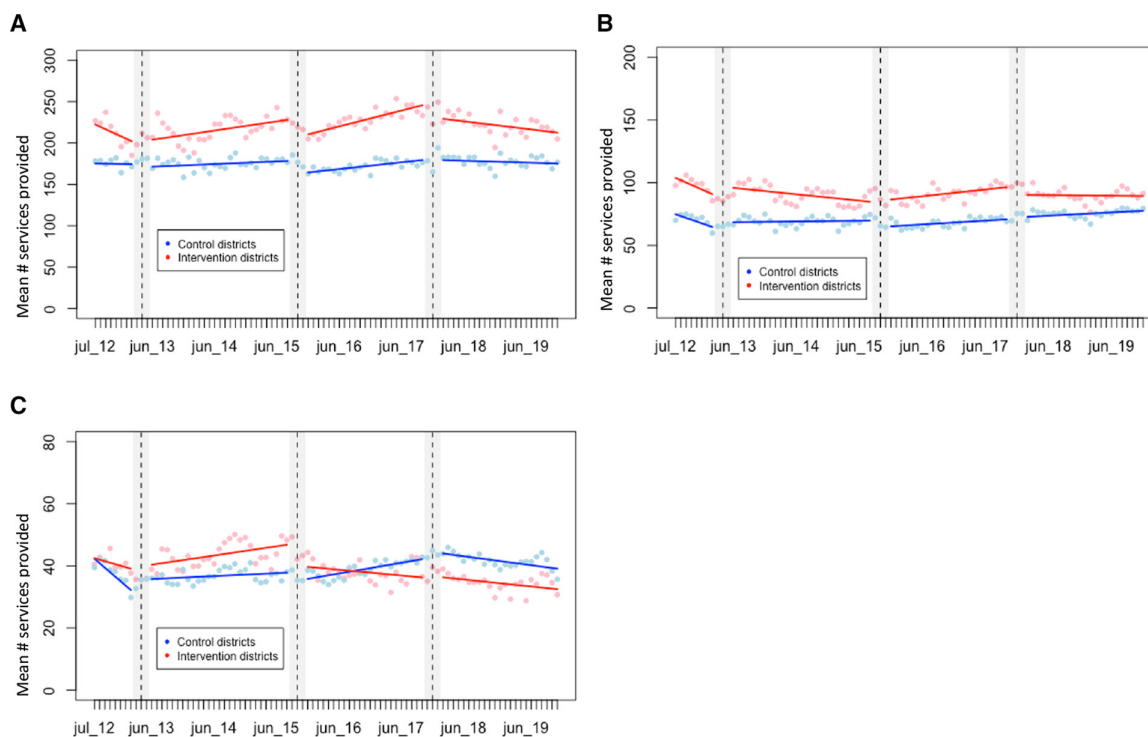 A
Mean # services provided
300
250
200
150
100
50
0
Control districts
Intervention districts
jul_12 jun_13 jun_14 jun_15 jun_16 jun_17 jun_18 jun_19
B
Mean # services provided
200
150
100
50
0
Control districts
Intervention districts
jul_12 jun_13 jun_14 jun_15 jun_16 jun_17 jun_18 jun_19
C
Mean # services provided
80
60
40
20
0
Control districts
Intervention districts
jul_12 jun_13 jun_14 jun_15 jun_16 jun_17 jun_18 jun_19